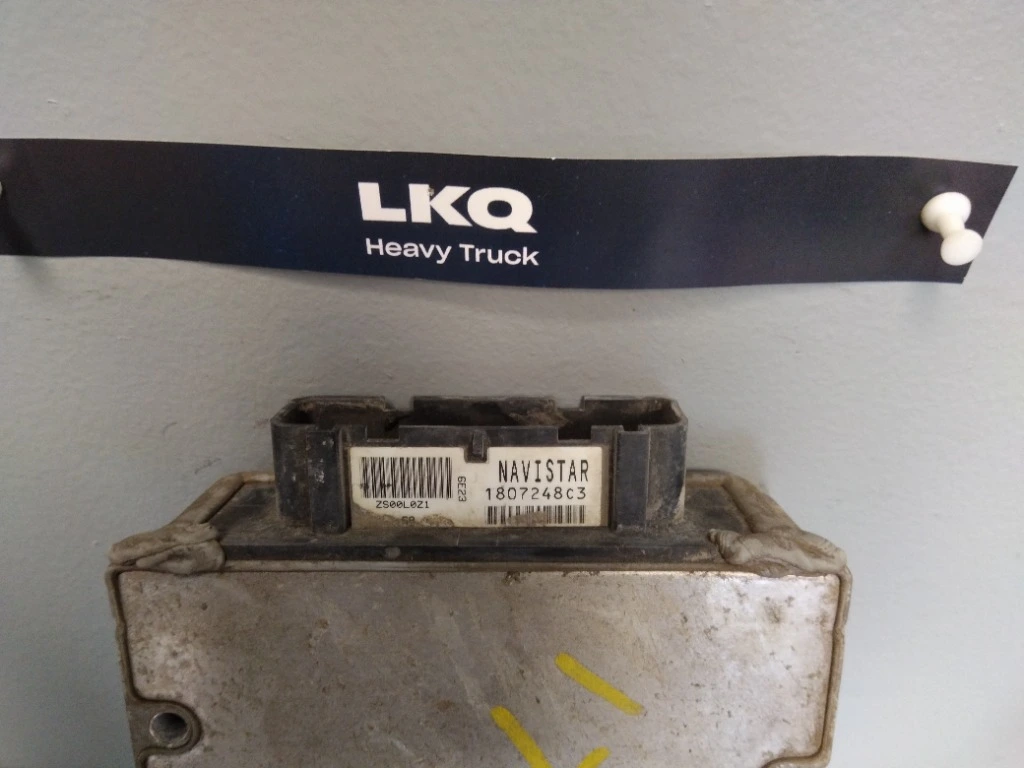 LKQ
Heavy Truck
NAVISTAR
1807248C3
ZS00L0Z1
6E23